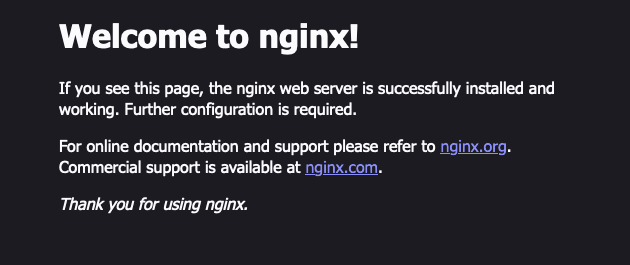 Welcome to nginx!
If you see this page, the nginx web server is successfully installed and
working. Further configuration is required.
For online documentation and support please refer to nginx.org.
Commercial support is available at nginx.com.
Thank you for using nginx.